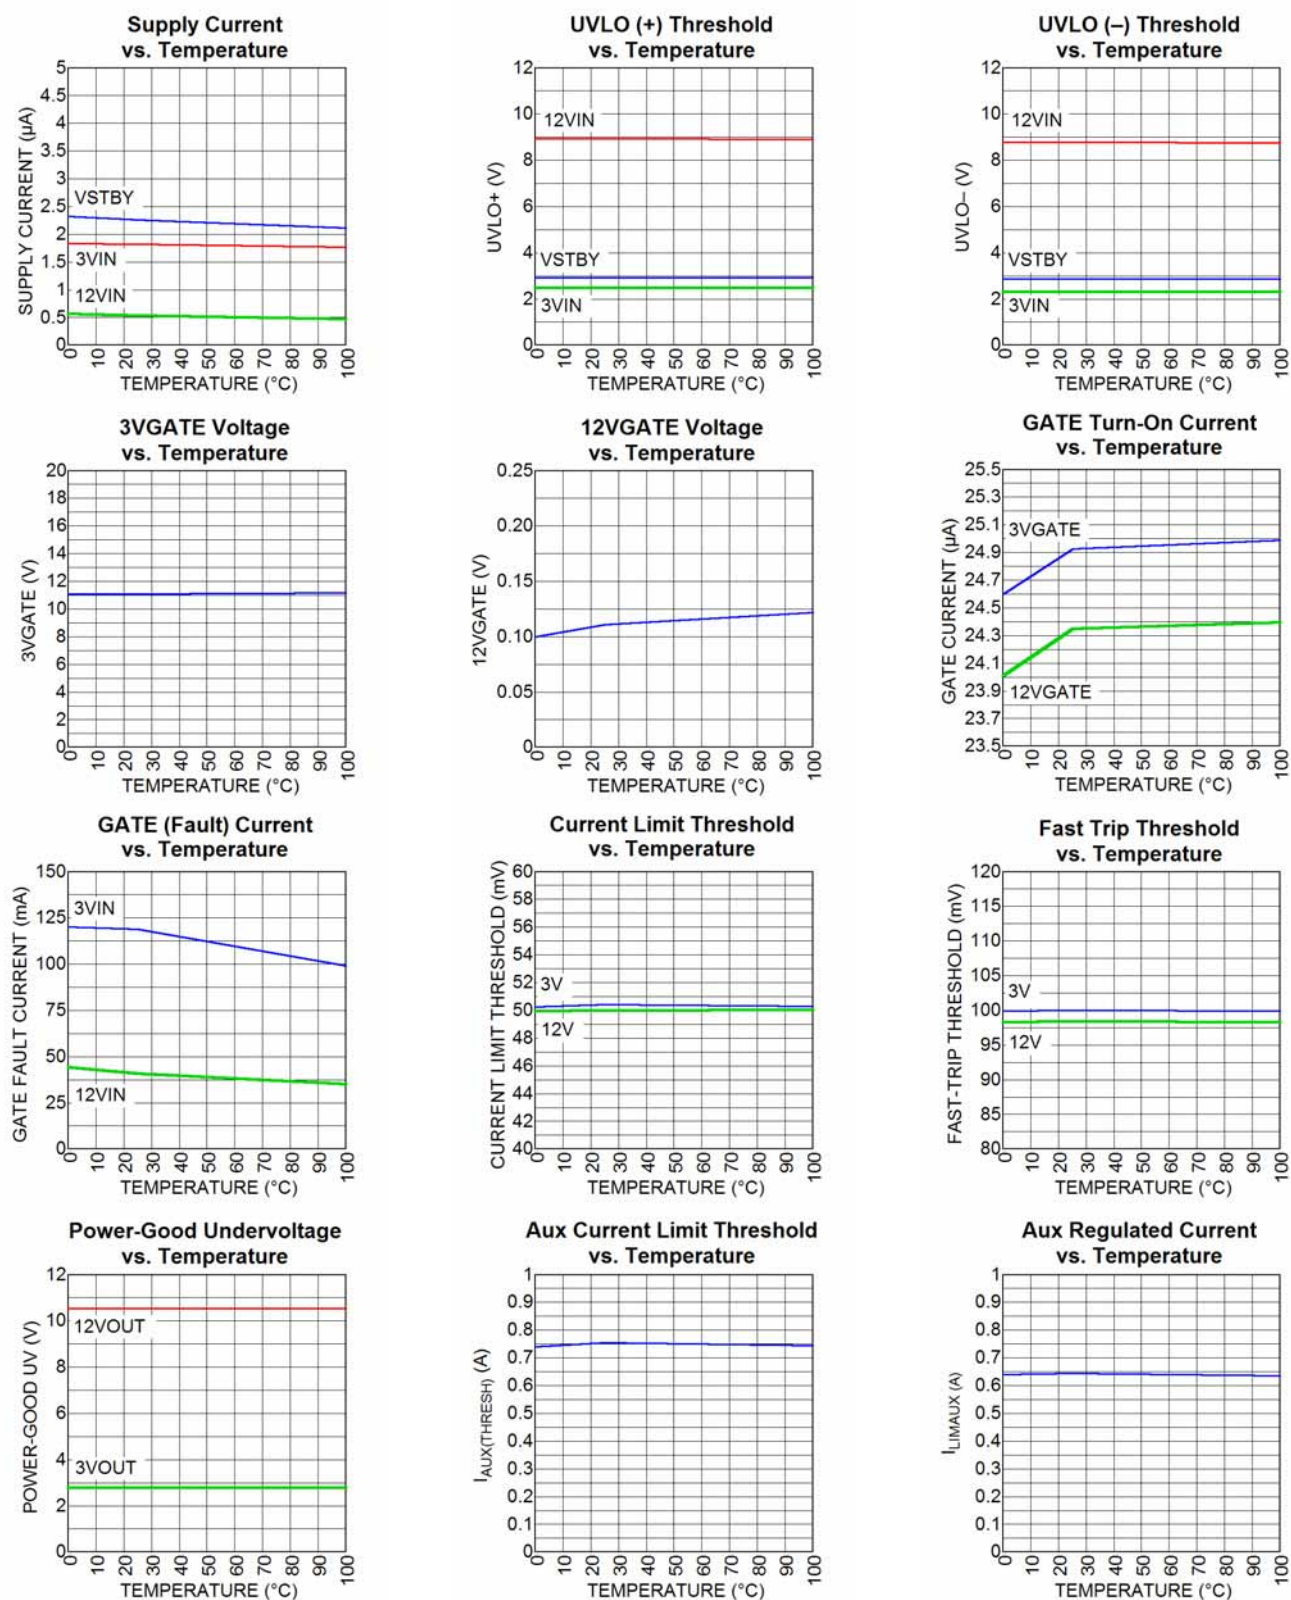 Supply Current
vs. Temperature
SUPPLY CURRENT (µA)
5
4.5
4
3.5
3
2.5
2
1.5
1
0.5
0
VSTBY
3VIN
12VIN
0 10 20 30 40 50 60 70 80 90 100
TEMPERATURE (°C)
UVLO (+) Threshold
vs. Temperature
UVLO+ (V)
12
10
8
6
4
2
0
12VIN
VSTBY
3VIN
0 10 20 30 40 50 60 70 80 90 100
TEMPERATURE (°C)
UVLO (–) Threshold
vs. Temperature
UVLO– (V)
12
10
8
6
4
2
0
12VIN
VSTBY
3VIN
0 10 20 30 40 50 60 70 80 90 100
TEMPERATURE (°C)
3VGATE Voltage
vs. Temperature
3VGATE (V)
20
18
16
14
12
10
8
6
4
2
0
0 10 20 30 40 50 60 70 80 90 100
TEMPERATURE (°C)
12VGATE Voltage
vs. Temperature
12VGATE (V)
0.25
0.20
0.15
0.10
0.05
0
0 10 20 30 40 50 60 70 80 90 100
TEMPERATURE (°C)
GATE Turn-On Current
vs. Temperature
GATE CURRENT (µA)
25.5
25.3
25.1
24.9
24.7
24.5
24.3
24.1
23.9
23.7
23.5
3VGATE
12VGATE
0 10 20 30 40 50 60 70 80 90 100
TEMPERATURE (°C)
GATE (Fault) Current
vs. Temperature
GATE FAULT CURRENT (mA)
150
125
100
75
50
25
0
3VIN
12VIN
0 10 20 30 40 50 60 70 80 90 100
TEMPERATURE (°C)
Current Limit Threshold
vs. Temperature
CURRENT LIMIT THRESHOLD (mV)
60
58
56
54
52
50
48
46
44
42
40
3V
12V
0 10 20 30 40 50 60 70 80 90 100
TEMPERATURE (°C)
Fast Trip Threshold
vs. Temperature
FAST-TRIP THRESHOLD (mV)
120
115
110
105
100
95
90
85
80
3V
12V
0 10 20 30 40 50 60 70 80 90 100
TEMPERATURE (°C)
Power-Good Undervoltage
vs. Temperature
POWER-GOOD UV (V)
12
10
8
6
4
2
0
12VOUT
3VOUT
0 10 20 30 40 50 60 70 80 90 100
TEMPERATURE (°C)
Aux Current Limit Threshold
vs. Temperature
IAUX(THRESH) (A)
1
0.9
0.8
0.7
0.6
0.5
0.4
0.3
0.2
0.1
0
0 10 20 30 40 50 60 70 80 90 100
TEMPERATURE (°C)
Aux Regulated Current
vs. Temperature
ILIMAUX (A)
1
0.9
0.8
0.7
0.6
0.5
0.4
0.3
0.2
0.1
0
0 10 20 30 40 50 60 70 80 90 100
TEMPERATURE (°C)